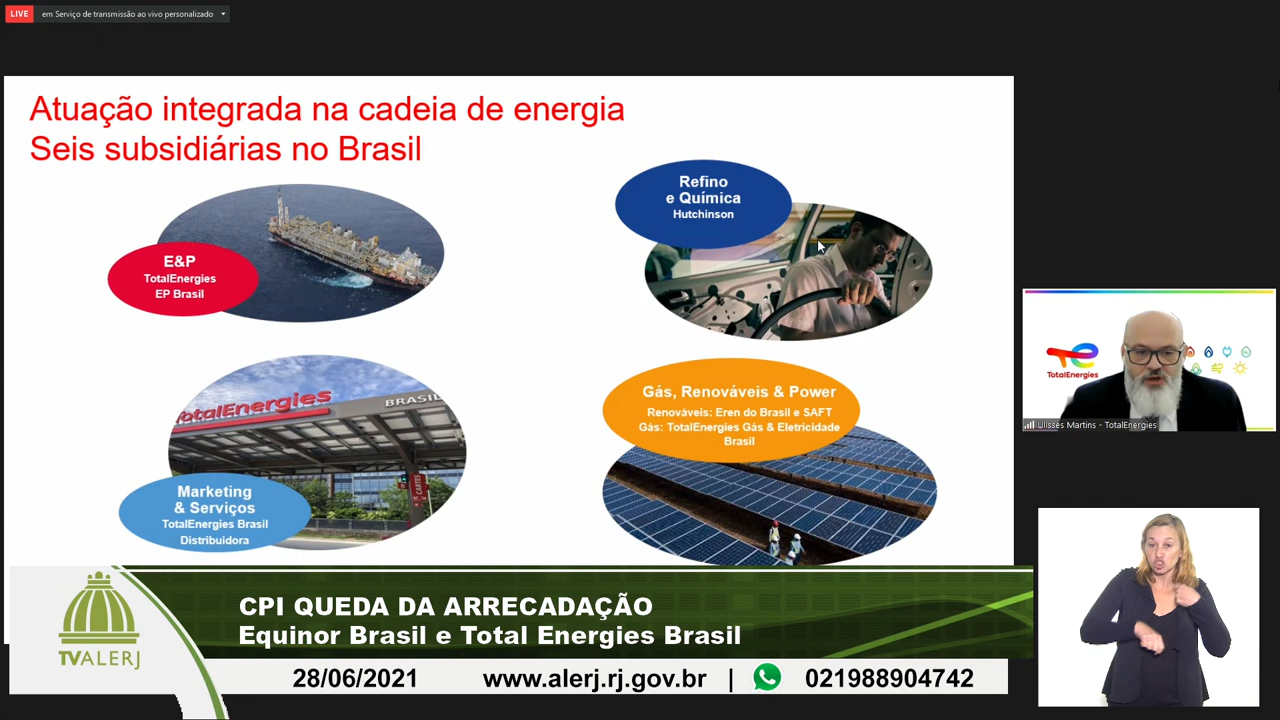 LIVE
em Serviço de transmissão ao vivo personalizado
Atuação integrada na cadeia de energia
Seis subsidiárias no Brasil
E&P
TotalEnergies
EP Brasil
Refino
e Química
Hutchinson
TotalEnergies
BRASIL
Marketing
& Serviços
TotalEnergies Brasil
Distribuidora
Gás, Renováveis & Power
Renováveis: Eren do Brasil e SAFT
Gás: TotalEnergies Gás & Eletricidade
Brasil
TotalEnergies
Ulisses Martins - TotalEnergies
TVALERJ
CPI QUEDA DA ARRECADAÇÃO
Equinor Brasil e Total Energies Brasil
28/06/2021 www.alerj.rj.gov.br | 021988904742